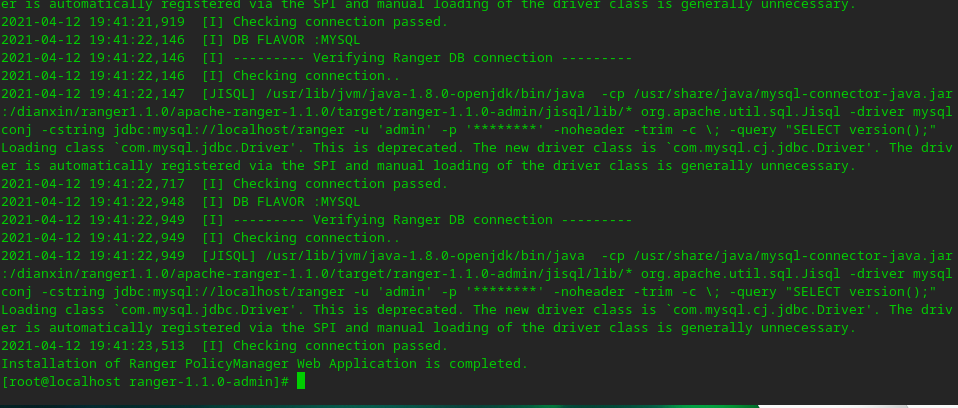 er is automatically registered via the SPI and manual loading of the driver class is generally unnecessary.
2021-04-12 19:41:21,919  [I] Checking connection passed.
2021-04-12 19:41:22,146  [I] DB FLAVOR :MYSQL
2021-04-12 19:41:22,146  [I] --------- Verifying Ranger DB connection ---------
2021-04-12 19:41:22,146  [I] Checking connection..
2021-04-12 19:41:22,147  [JISQL] /usr/lib/jvm/java-1.8.0-openjdk/bin/java  -cp /usr/share/java/mysql-connector-java.jar
:/dianxin/ranger1.1.0/apache-ranger-1.1.0/target/ranger-1.1.0-admin/jisql/lib/* org.apache.util.sql.Jisql -driver mysql
conj -cstring jdbc:mysql://localhost/ranger -u 'admin' -p '********' -noheader -trim -c \; -query "SELECT version();"
Loading class `com.mysql.jdbc.Driver'. This is deprecated. The new driver class is `com.mysql.cj.jdbc.Driver'. The driv
er is automatically registered via the SPI and manual loading of the driver class is generally unnecessary.
2021-04-12 19:41:22,717  [I] Checking connection passed.
2021-04-12 19:41:22,948  [I] DB FLAVOR :MYSQL
2021-04-12 19:41:22,949  [I] --------- Verifying Ranger DB connection ---------
2021-04-12 19:41:22,949  [I] Checking connection..
2021-04-12 19:41:22,949  [JISQL] /usr/lib/jvm/java-1.8.0-openjdk/bin/java  -cp /usr/share/java/mysql-connector-java.jar
:/dianxin/ranger1.1.0/apache-ranger-1.1.0/target/ranger-1.1.0-admin/jisql/lib/* org.apache.util.sql.Jisql -driver mysql
conj -cstring jdbc:mysql://localhost/ranger -u 'admin' -p '********' -noheader -trim -c \; -query "SELECT version();"
Loading class `com.mysql.jdbc.Driver'. This is deprecated. The new driver class is `com.mysql.cj.jdbc.Driver'. The driv
er is automatically registered via the SPI and manual loading of the driver class is generally unnecessary.
2021-04-12 19:41:23,513  [I] Checking connection passed.
Installation of Ranger PolicyManager Web Application is completed.
[root@localhost ranger-1.1.0-admin]#